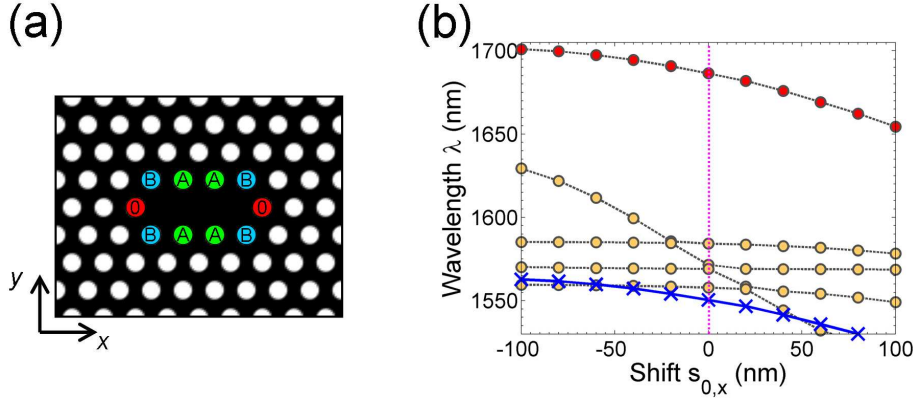 (a)
B A A B
0 0
B A A B
y
x
(b)
1700
1650
1600
1550
Wavelength λ (nm)
-100 -50 0 50 100
Shift s0,x (nm)